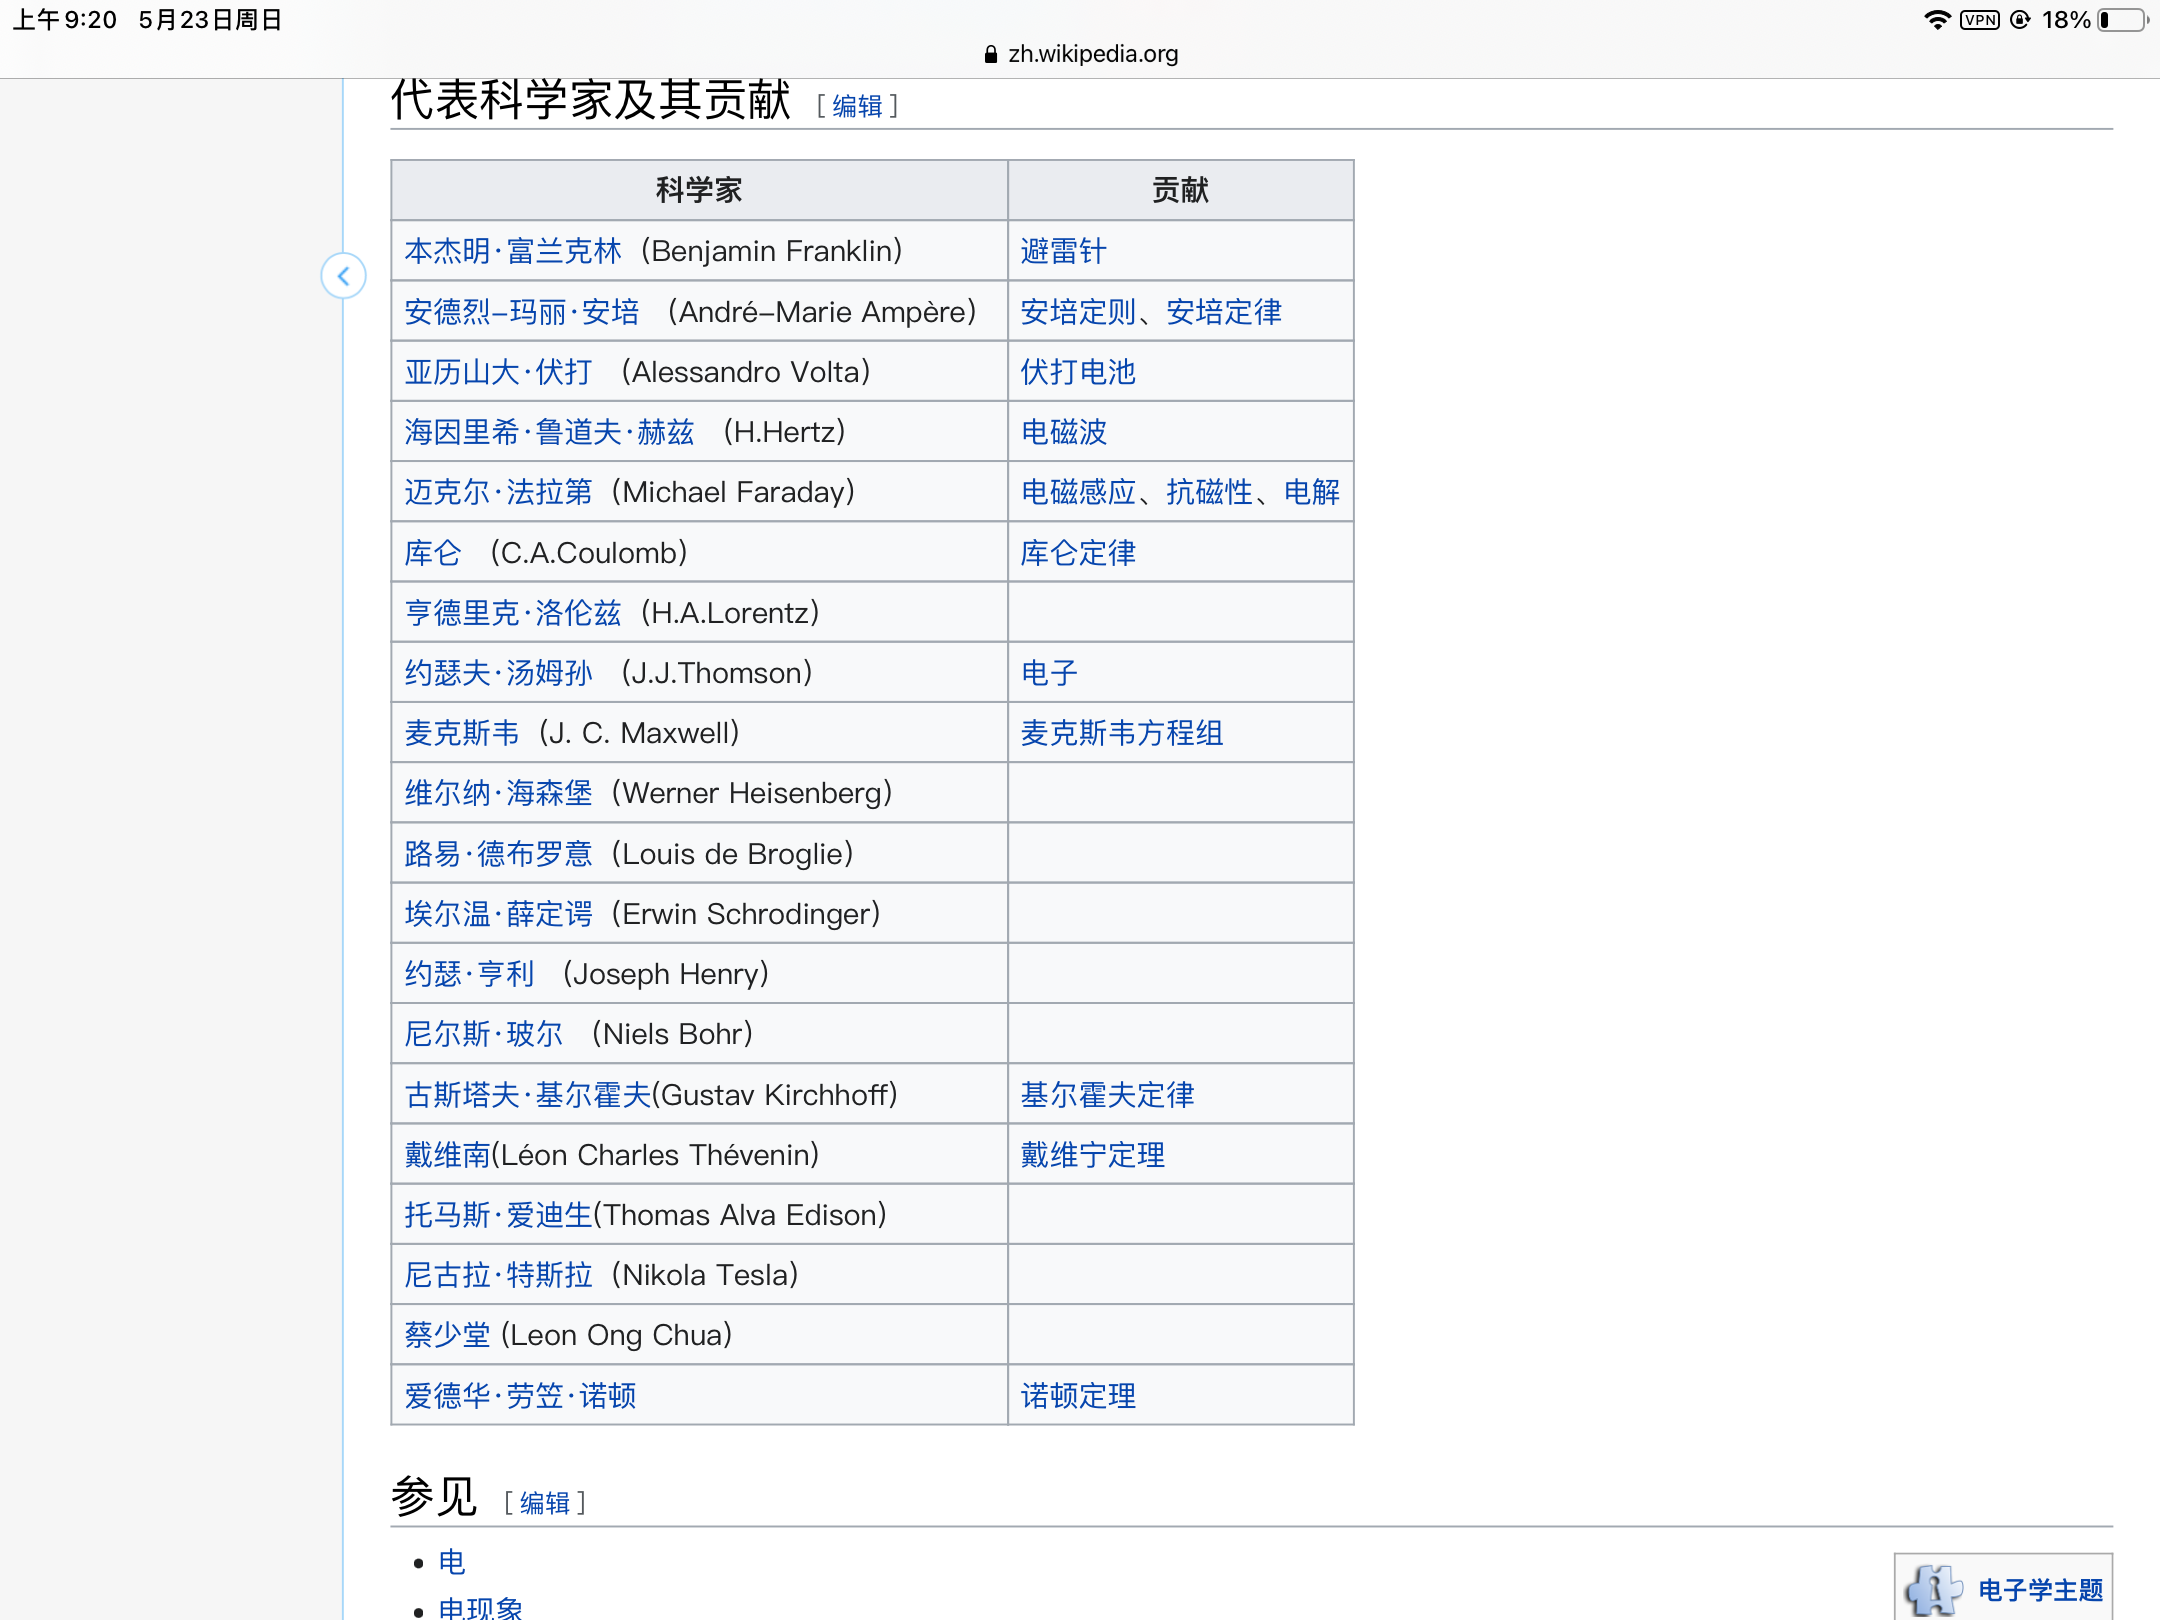 上午9:20 5月23日周日
VPN 18%
zh.wikipedia.org
代表科学家及其贡献 [编辑]
科学家 贡献
本杰明·富兰克林 (Benjamin Franklin) 避雷针
安德烈-玛丽·安培 (André-Marie Ampère) 安培定则、安培定律
亚历山大·伏打 (Alessandro Volta) 伏打电池
海因里希·鲁道夫·赫兹 (H.Hertz) 电磁波
迈克尔·法拉第 (Michael Faraday) 电磁感应、抗磁性、电解
库仑 (C.A.Coulomb) 库仑定律
亨德里克·洛伦兹 (H.A.Lorentz)
约瑟夫·汤姆孙 (J.J.Thomson) 电子
麦克斯韦 (J. C. Maxwell) 麦克斯韦方程组
维尔纳·海森堡 (Werner Heisenberg)
路易·德布罗意 (Louis de Broglie)
埃尔温·薛定谔 (Erwin Schrodinger)
约瑟·亨利 (Joseph Henry)
尼尔斯·玻尔 (Niels Bohr)
古斯塔夫·基尔霍夫(Gustav Kirchhoff) 基尔霍夫定律
戴维南(Léon Charles Thévenin) 戴维宁定理
托马斯·爱迪生(Thomas Alva Edison)
尼古拉·特斯拉 (Nikola Tesla)
蔡少堂 (Leon Ong Chua)
爱德华·劳笠·诺顿 诺顿定理
参见 [编辑]
电
电子学主题
电现象